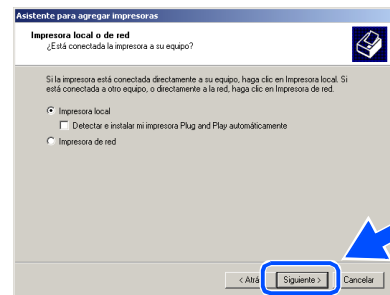 Asistente para agregar impresoras
Impresora local o de red
¿Está conectada la impresora a su equipo?
Si la impresora está conectada directamente a su equipo, haga clic en Impresora local. Si
está conectada a otro equipo, o directamente a la red, haga clic en Impresora de red.
Impresora local
Detectar e instalar mi impresora Plug and Play automáticamente
Impresora de red
< Atrá Siguiente > Cancelar